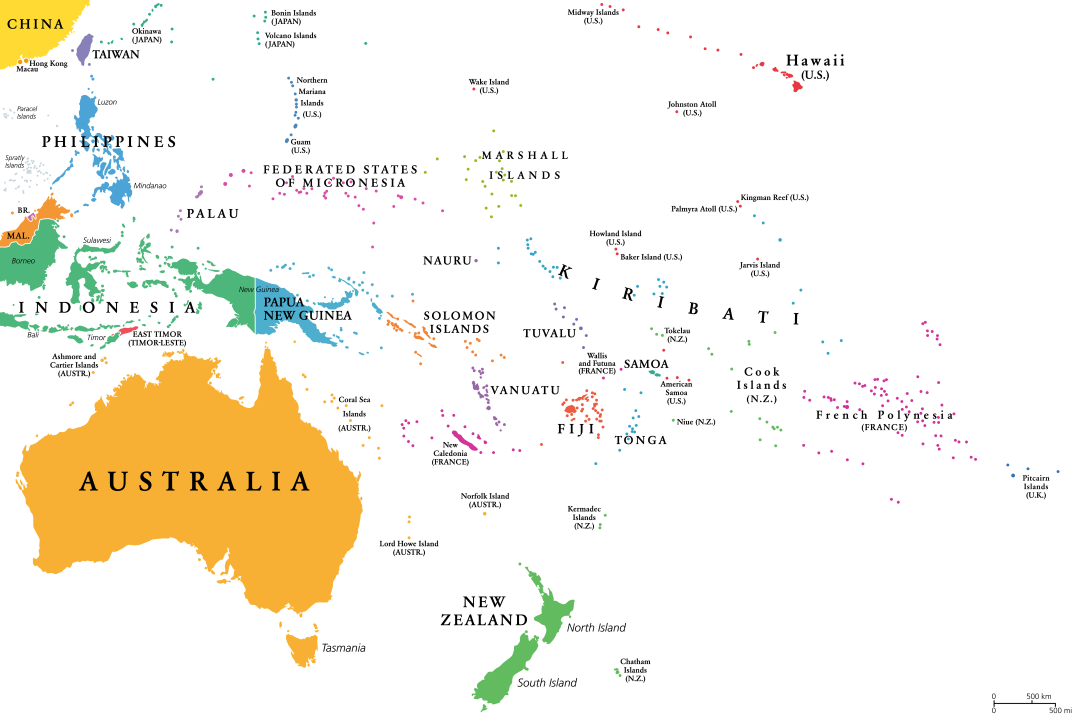 CHINA
Hong Kong
Macau
TAIWAN
Okinawa
(JAPAN)
Bonin Islands
(JAPAN)
Volcano Islands
(JAPAN)
Midway Islands
(U.S.)
Hawaii
(U.S.)
Northern
Mariana
Islands
(U.S.)
Guam
(U.S.)
Wake Island
(U.S.)
Johnston Atoll
(U.S.)
Paracel
Islands
Luzon
PHILIPPINES
Spratly
Islands
Mindanao
FEDERATED STATES
OF MICRONESIA
MARSHALL
ISLANDS
BR.
MAL.
PALAU
Kingman Reef (U.S.)
Palmyra Atoll (U.S.)
Howland Island
(U.S.)
Baker Island (U.S.)
Jarvis Island
(U.S.)
Borneo
Sulawesi
NAURU
KIRIBATI
INDONESIA
New Guinea
PAPUA
NEW GUINEA
SOLOMON
ISLANDS
TUVALU
Tokelau
(N.Z.)
Bali
Timor
EAST TIMOR
(TIMOR-LESTE)
Ashmore and
Cartier Islands
(AUSTR.)
Wallis
and Futuna
(FRANCE)
SAMOA
American
Samoa
(U.S.)
Cook
Islands
(N.Z.)
VANUATU
Coral Sea
Islands
(AUSTR.)
French Polynesia
(FRANCE)
FIJI
TONGA
Niue (N.Z.)
New
Caledonia
(FRANCE)
AUSTRALIA
Pitcairn
Islands
(U.K.)
Norfolk Island
(AUSTR.)
Kermadec
Islands
(N.Z.)
Lord Howe Island
(AUSTR.)
NEW
ZEALAND
North Island
Tasmania
South Island
Chatham
Islands
(N.Z.)
0 500 km
0 500 mi